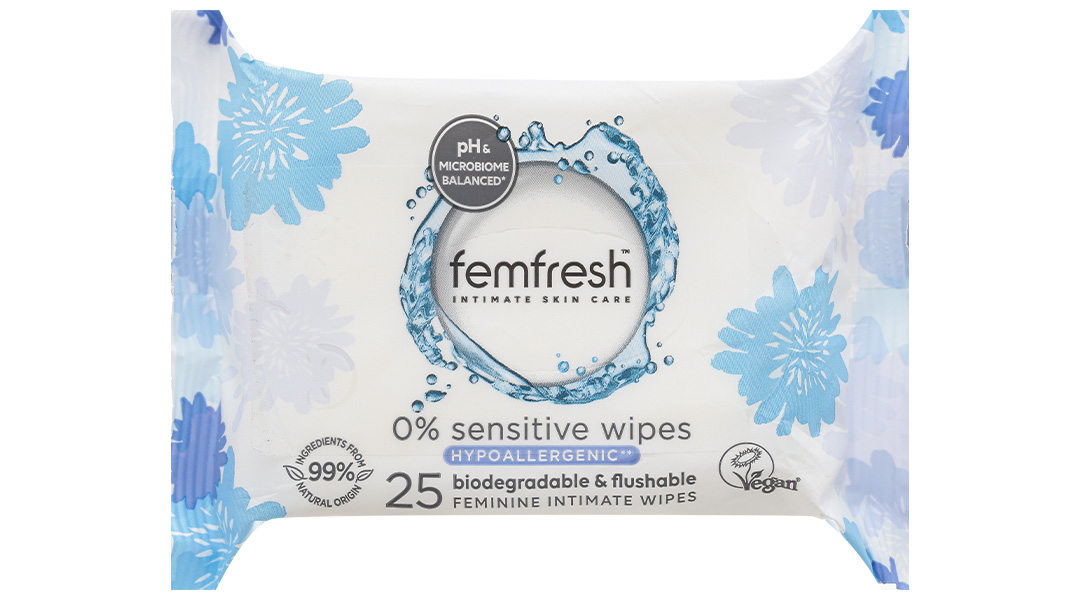 pH &
MICROBIOME
BALANCED*
femfresh™
INTIMATE SKIN CARE
0% sensitive wipes
HYPOALLERGENIC**
INGREDIENTS FROM
99%
NATURAL ORIGIN
25 biodegradable & flushable
FEMININE INTIMATE WIPES
Vegan